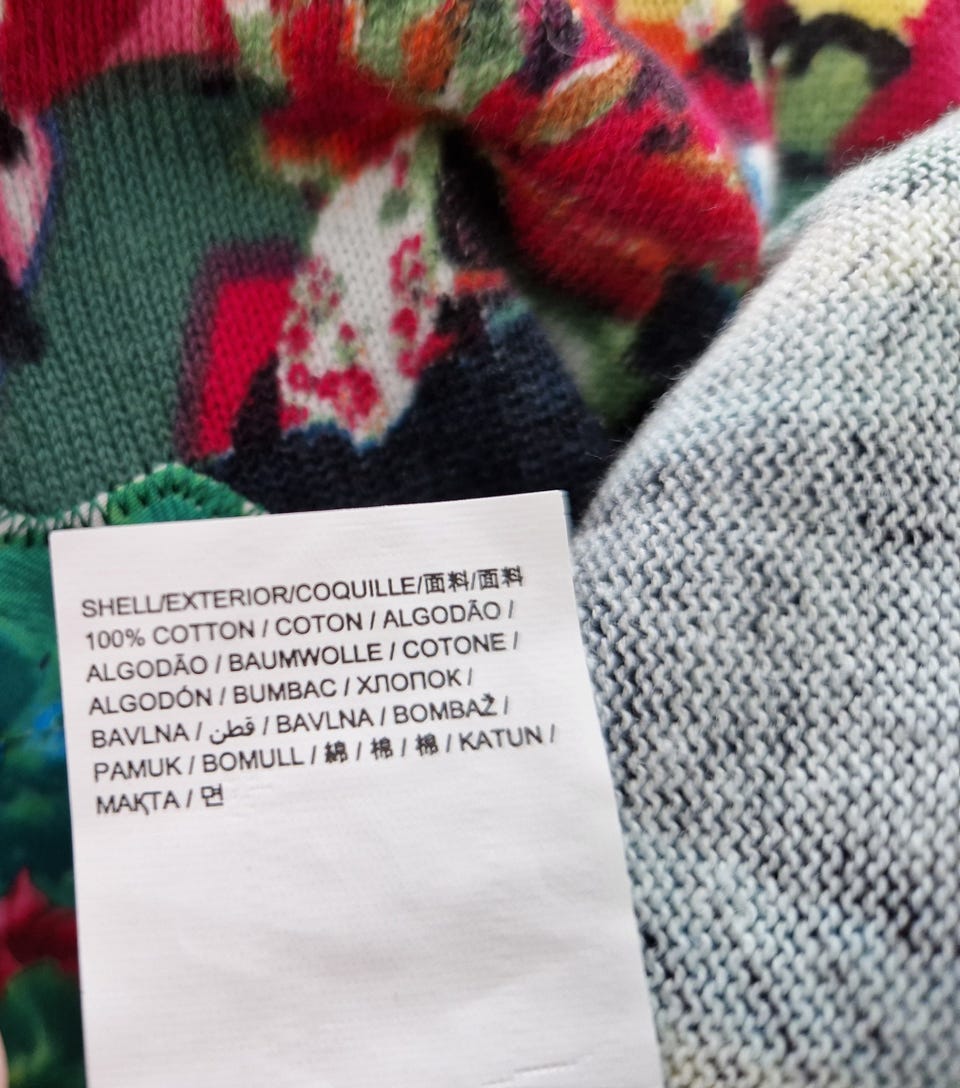 SHELL/EXTERIOR/COQUILLE/面料/面料
100% COTTON / COTON / ALGODÃO /
ALGODÃO / BAUMWOLLE / COTONE /
ALGODÓN / BUMBAC / ХЛОПОК /
BAVLNA / قطن / BAVLNA / BOMBAŽ /
PAMUK / BOMULL / 綿 / 棉 / 棉 / KATUN /
МАҚТА / 면